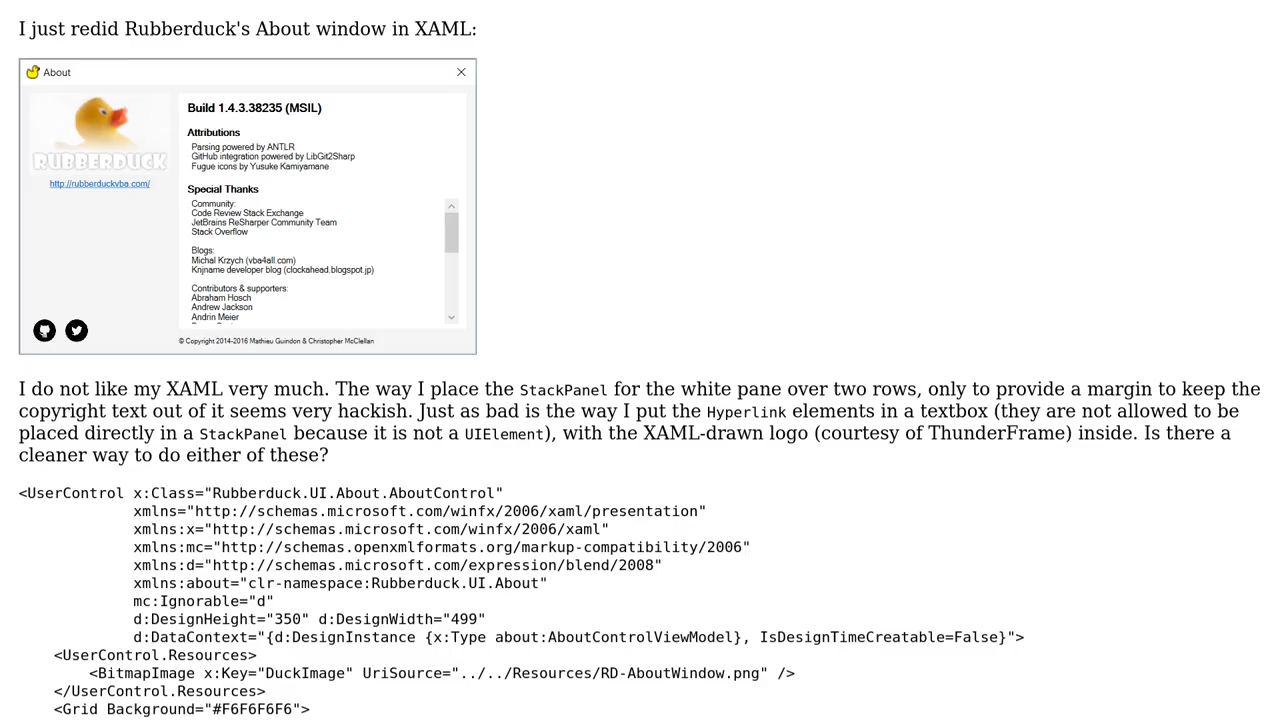 I just redid Rubberduck's About window in XAML:
About
RUBBERDUCK
http://rubberduckvba.com/
Build 1.4.3.38235 (MSIL)
Attributions
Parsing powered by ANTLR
GitHub integration powered by LibGit2Sharp
Fugue icons by Yusuke Kamiyamane
Special Thanks
Community:
Code Review Stack Exchange
JetBrains ReSharper Community Team
Stack Overflow
Blogs:
Michal Krzych (vba4all.com)
Knjname developer blog (clockahead.blogspot.jp)
Contributors & supporters:
Abraham Hosch
Andrew Jackson
Andrin Meier
© Copyright 2014-2016 Mathieu Guindon & Christopher McClellan
I do not like my XAML very much. The way I place the StackPanel for the white pane over two rows, only to provide a margin to keep the
copyright text out of it seems very hackish. Just as bad is the way I put the Hyperlink elements in a textbox (they are not allowed to be
placed directly in a StackPanel because it is not a UIElement), with the XAML-drawn logo (courtesy of ThunderFrame) inside. Is there a
cleaner way to do either of these?
<UserControl x:Class="Rubberduck.UI.About.AboutControl"
xmlns="http://schemas.microsoft.com/winfx/2006/xaml/presentation"
xmlns:x="http://schemas.microsoft.com/winfx/2006/xaml"
xmlns:mc="http://schemas.openxmlformats.org/markup-compatibility/2006"
xmlns:d="http://schemas.microsoft.com/expression/blend/2008"
xmlns:about="clr-namespace:Rubberduck.UI.About"
mc:Ignorable="d"
d:DesignHeight="350" d:DesignWidth="499"
d:DataContext="{d:DesignInstance {x:Type about:AboutControlViewModel}, IsDesignTimeCreatable=False}">
<UserControl.Resources>
<BitmapImage x:Key="DuckImage" UriSource="../../Resources/RD-AboutWindow.png" />
</UserControl.Resources>
<Grid Background="#F6F6F6F6">